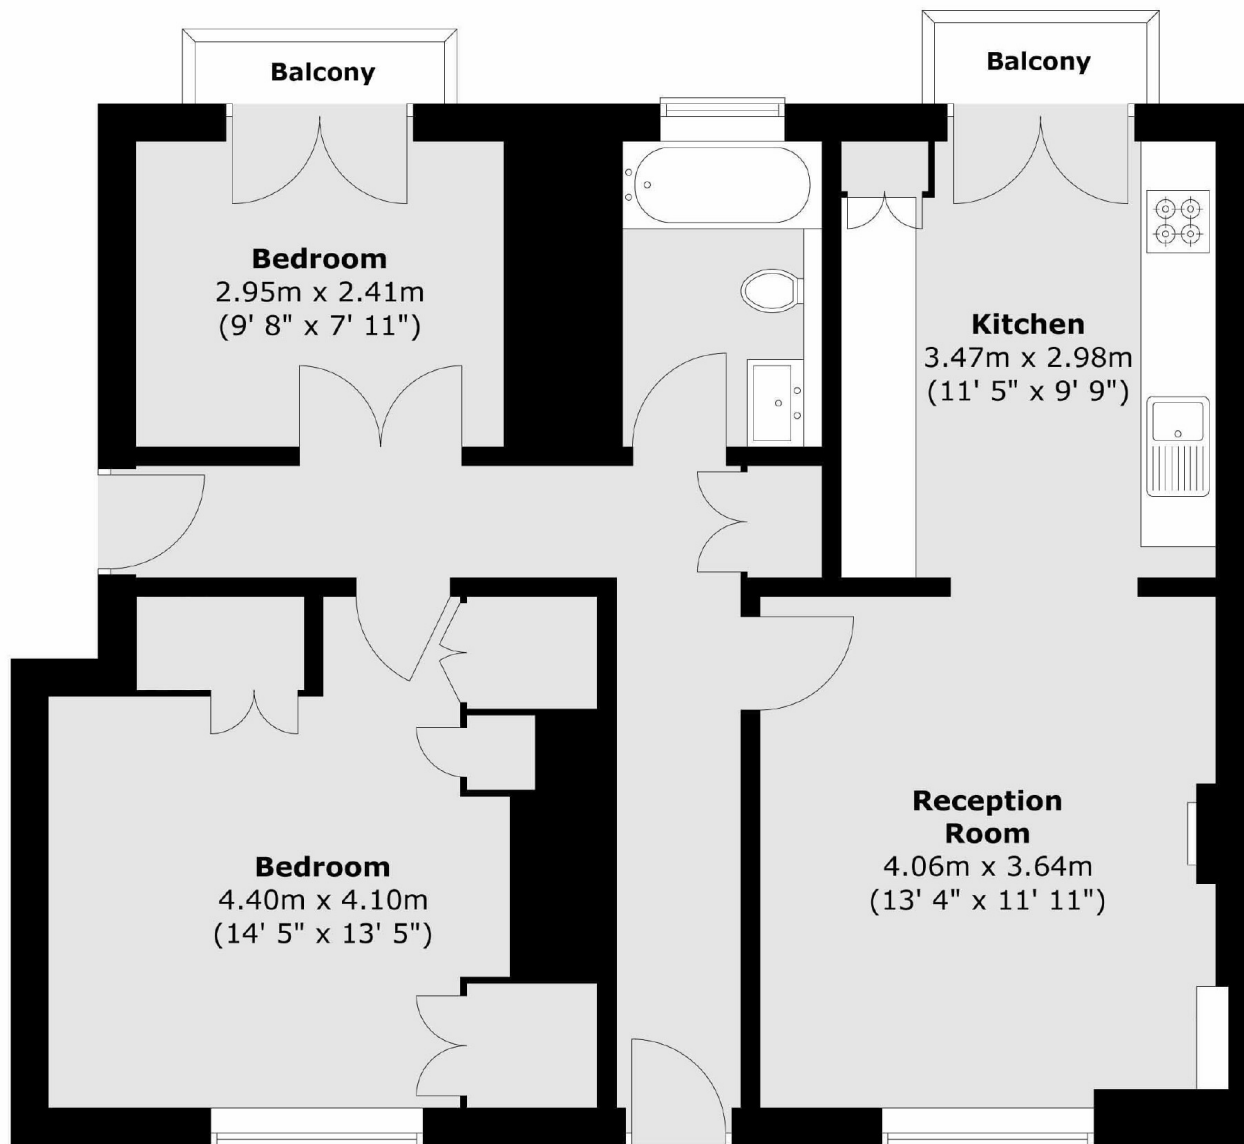 Balcony
Balcony
Bedroom
2.95m x 2.41m
(9' 8" x 7' 11")
Kitchen
3.47m x 2.98m
(11' 5" x 9' 9")
Reception
Room
4.06m x 3.64m
(13' 4" x 11' 11")
Bedroom
4.40m x 4.10m
(14' 5" x 13' 5")